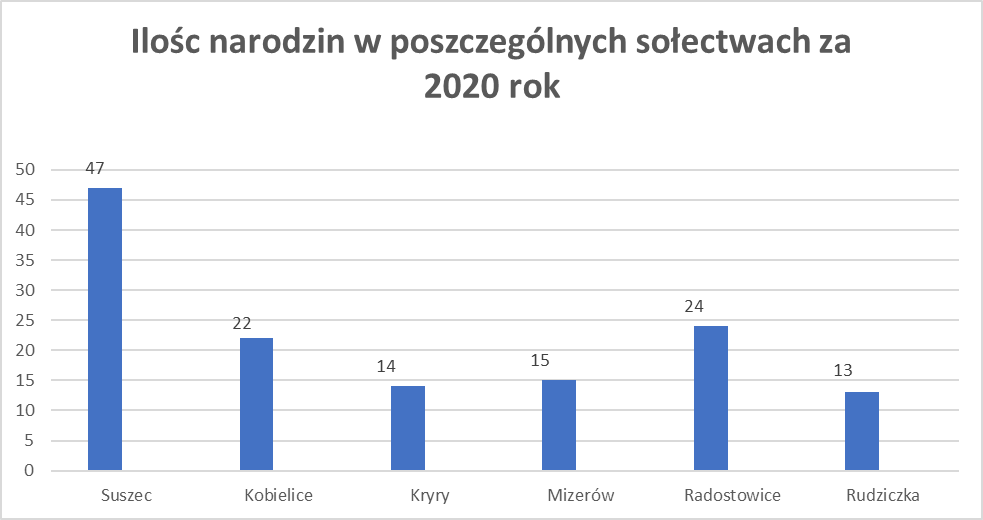 Ilośc narodzin w poszczególnych sołectwach za
2020 rok
50
45
40
35
30
25
20
15
10
5
0
47
22
14
15
24
13
Suszec
Kobielice
Kryry
Mizerów
Radostowice
Rudziczka